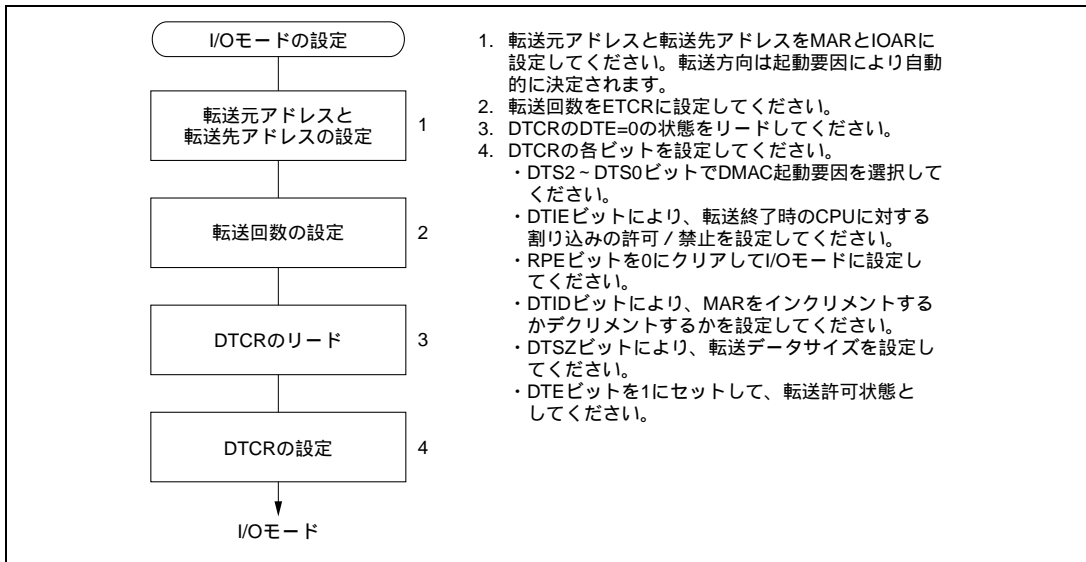 I/Oモードの設定
転送元アドレスと
転送先アドレスの設定
1
転送回数の設定
2
DTCRのリード
3
DTCRの設定
4
I/Oモード
1. 転送元アドレスと転送先アドレスをMARとIOARに
設定してください。転送方向は起動要因により自動
的に決定されます。
2. 転送回数をETCRに設定してください。
3. DTCRのDTE=0の状態をリードしてください。
4. DTCRの各ビットを設定してください。
・DTS2～DTS0ビットでDMAC起動要因を選択して
ください。
・DTIEビットにより、転送終了時のCPUに対する
割り込みの許可／禁止を設定してください。
・RPEビットを0にクリアしてI/Oモードに設定し
てください。
・DTIDビットにより、MARをインクリメントする
かデクリメントするかを設定してください。
・DTSZビットにより、転送データサイズを設定し
てください。
・DTEビットを1にセットして、転送許可状態と
してください。